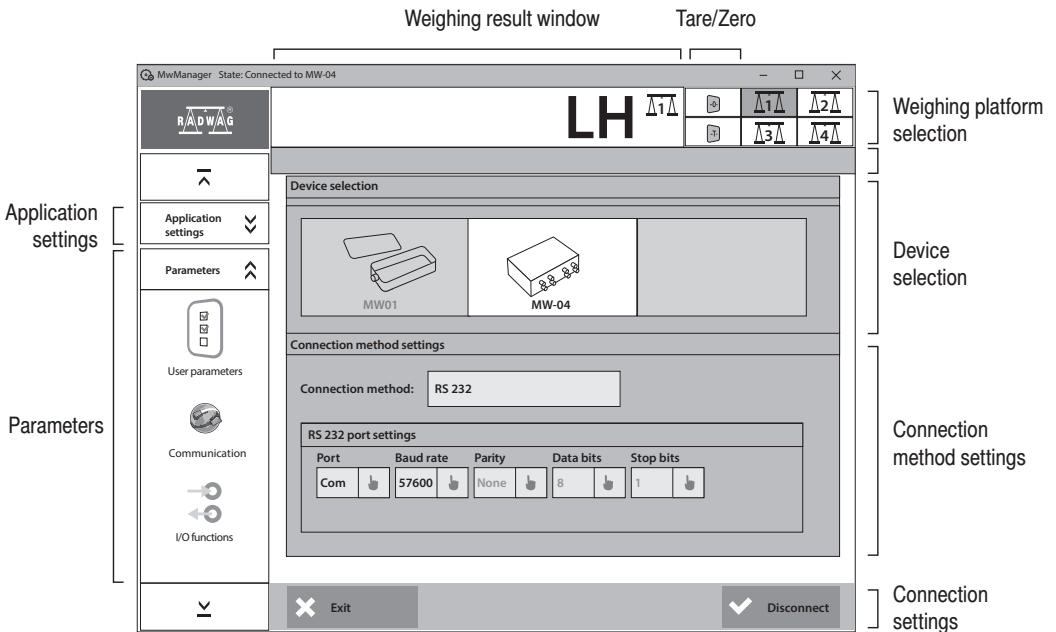 Weighing result window
Tare/Zero
MwManager State: Connected to MW-04
RADWAG®
LH
1
-0-
-T-
1
2
3
4
Weighing platform
selection
Application
settings
Application
settings
Parameters
Parameters
User parameters
Communication
I/O functions
Device selection
MW01
MW-04
Device
selection
Connection method settings
Connection method: RS 232
RS 232 port settings
Port Baud rate Parity Data bits Stop bits
Com 57600 None 8 1
Connection
method settings
Exit
Disconnect
Connection
settings